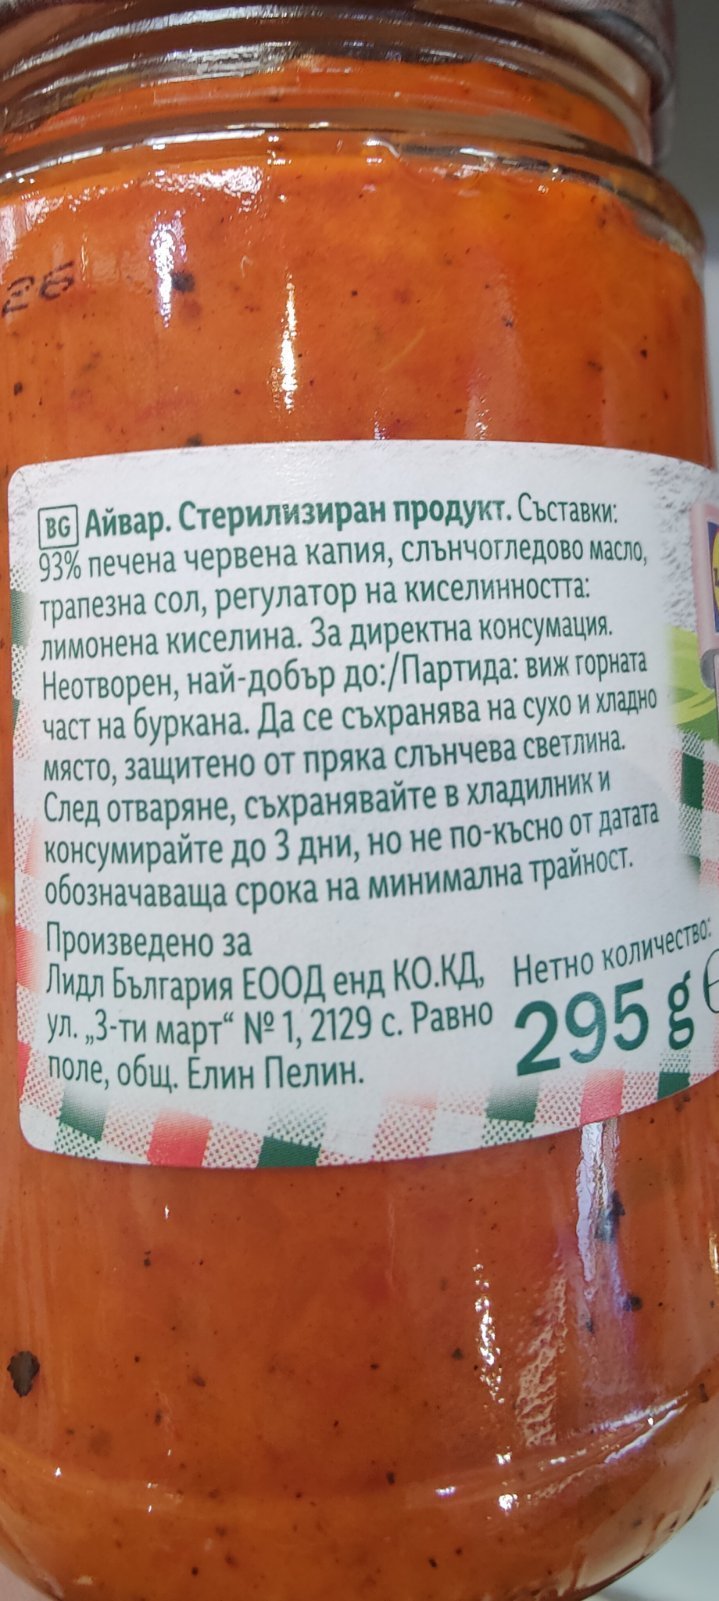 26
BG Айвар. Стерилизиран продукт. Съставки:
93% печена червена капия, слънчогледово масло,
трапезна сол, регулатор на киселинността:
лимонена киселина. За директна консумация.
Неотворен, най-добър до:/Партида: виж горната
част на буркана. Да се съхранява на сухо и хладно
място, защитено от пряка слънчева светлина.
След отваряне, съхранявайте в хладилник и
консумирайте до 3 дни, но не по-късно от датата
обозначаваща срока на минимална трайност.
Произведено за
Лидл България ЕООД енд КО.КД,
ул. „3-ти март“ № 1, 2129 с. Равно
поле, общ. Елин Пелин.
Нетно количество:
295 g e